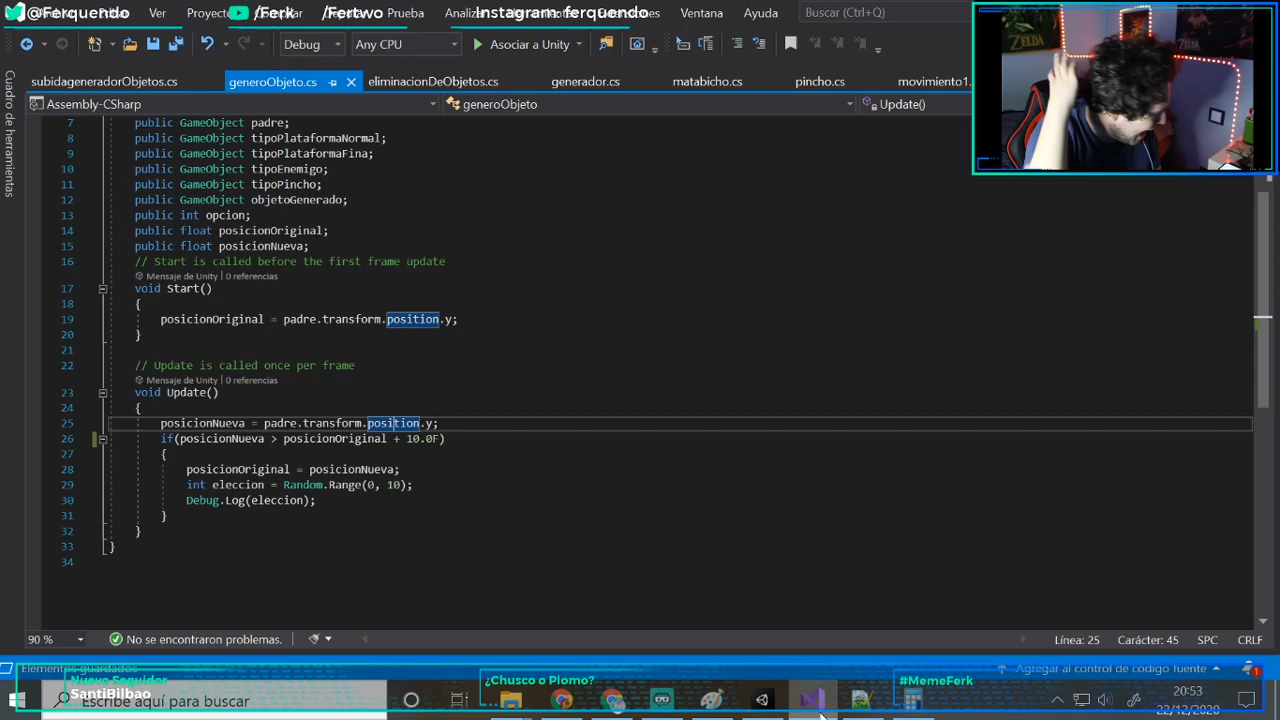 @Ferquendo
/Ferk
/Fertwo
Instagram: ferquendo
Ver
Prueba
Ventana
Ayuda
Buscar (Ctrl+Q)
Debug
Any CPU
Asociar a Unity
subidageneradorObjetos.cs
generoObjeto.cs
eliminacionDeObjetos.cs
generador.cs
matabicho.cs
pincho.cs
movimiento1.
Cuadro de herramientas
Assembly-CSharp
generoObjeto
Update()
7 public GameObject padre;
8 public GameObject tipoPlataformaNormal;
9 public GameObject tipoPlataformaFina;
10 public GameObject tipoEnemigo;
11 public GameObject tipoPincho;
12 public GameObject objetoGenerado;
13 public int opcion;
14 public float posicionOriginal;
15 public float posicionNueva;
16 // Start is called before the first frame update
Mensaje de Unity | 0 referencias
17 void Start()
18 {
19 posicionOriginal = padre.transform.position.y;
20 }
21
22 // Update is called once per frame
Mensaje de Unity | 0 referencias
23 void Update()
24 {
25 posicionNueva = padre.transform.position.y;
26 if(posicionNueva > posicionOriginal + 10.0F)
27 {
28 posicionOriginal = posicionNueva;
29 int eleccion = Random.Range(0, 10);
30 Debug.Log(eleccion);
31 }
32 }
33 }
34
90 %
No se encontraron problemas.
Línea: 25
Carácter: 45
SPC
CRLF
Elementos guardados
Agregar al control de código fuente
1
Nuevo Seguidor
SantiBilbao
¿Chusco o Plomo?
#MemeFerk
Escribe aquí para buscar
20:53
22/12/2020
ZELDA